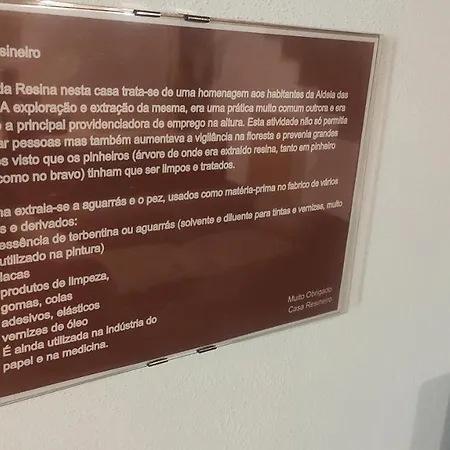 sineiro
da Resina nesta casa trata-se de uma homenagem aos habitantes da Aldeia das
A exploração e extração da mesma, era uma prática muito comum outrora e era
a principal providenciadora de emprego na altura. Esta atividade não só permitia
ar pessoas mas também aumentava a vigilância na floresta e prevenia grandes
s visto que os pinheiros (árvore de onde era extraído resina, tanto em pinheiro
como no bravo) tinham que ser limpos e tratados.
na extraía-se a aguarrás e o pez, usados como matéria-prima no fabrico de vários
s e derivados:
essência de terbentina ou aguarrás (solvente e diluente para tintas e vernizes, muito
utilizado na pintura)
lacas
produtos de limpeza,
gomas, colas
adesivos, elásticos
vernizes de óleo
É ainda utilizada na indústria do
papel e na medicina.
Muito Obrigado
Casa Resineiro